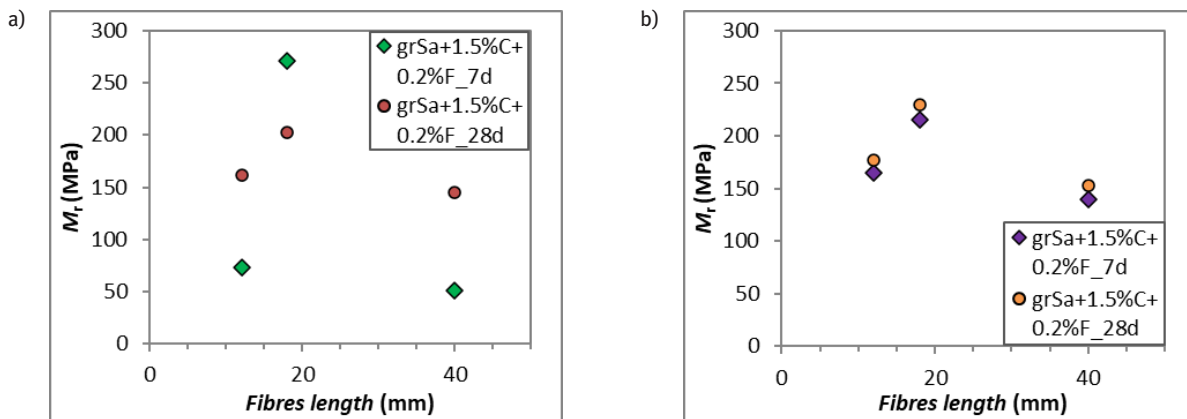 a)
300
250
200
150
100
50
0
M_r (MPa)
0 20 40
Fibres length (mm)
grSa+1.5%C+
0.2%F_7d
grSa+1.5%C+
0.2%F_28d
b)
300
250
200
150
100
50
0
M_r (MPa)
0 20 40
Fibres length (mm)
grSa+1.5%C+
0.2%F_7d
grSa+1.5%C+
0.2%F_28d